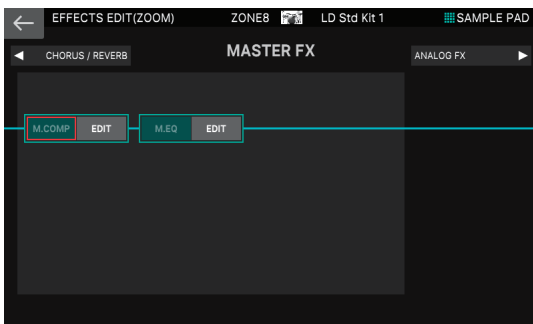 EFFECTS EDIT(ZOOM) ZONE8 LD Std Kit 1 SAMPLE PAD
CHORUS / REVERB MASTER FX ANALOG FX
M.COMP EDIT M.EQ EDIT